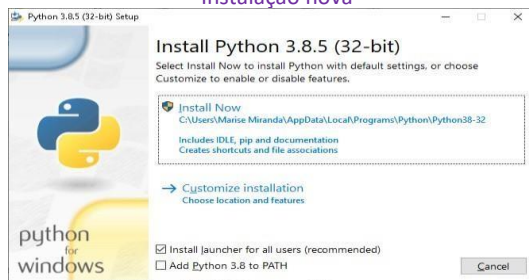 Instalação nova
Python 3.8.5 (32-bit) Setup
Install Python 3.8.5 (32-bit)
Select Install Now to install Python with default settings, or choose
Customize to enable or disable features.
Install Now
C:\Users\Marise Miranda\AppData\Local\Programs\Python\Python38-32
Includes IDLE, pip and documentation
Creates shortcuts and file associations
Customize installation
Choose location and features
python
for
windows
Install launcher for all users (recommended)
Add Python 3.8 to PATH
Cancel